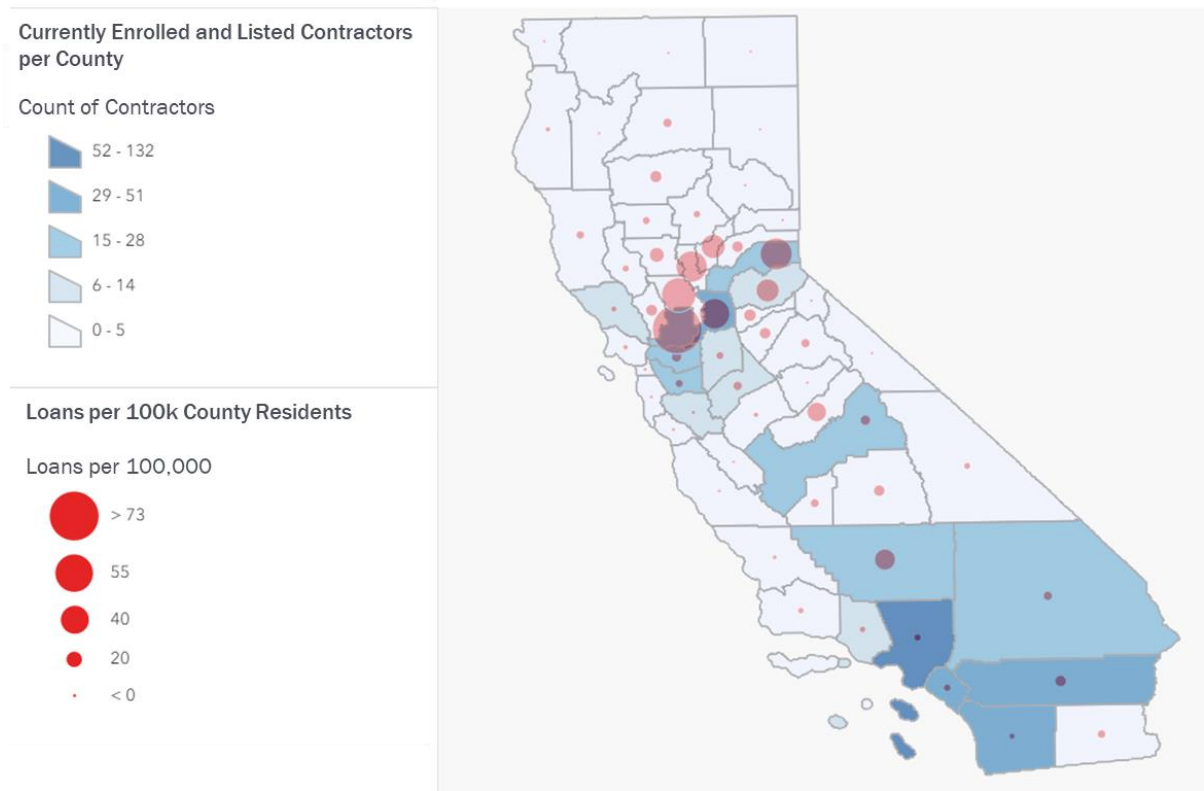 Currently Enrolled and Listed Contractors
per County
Count of Contractors
52 - 132
29 - 51
15 - 28
6 - 14
0 - 5
Loans per 100k County Residents
Loans per 100,000
> 73
55
40
20
< 0